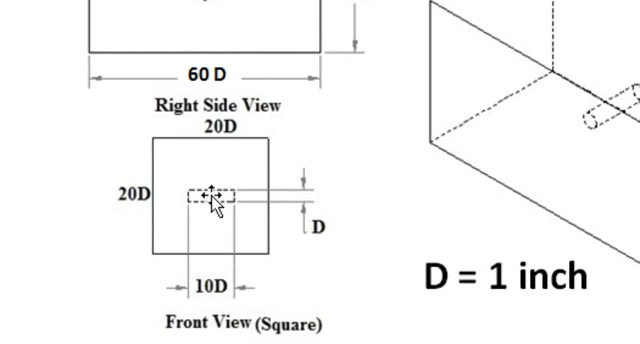 60 D
Right Side View
20D
20D
D
10D
D = 1 inch
Front View (Square)